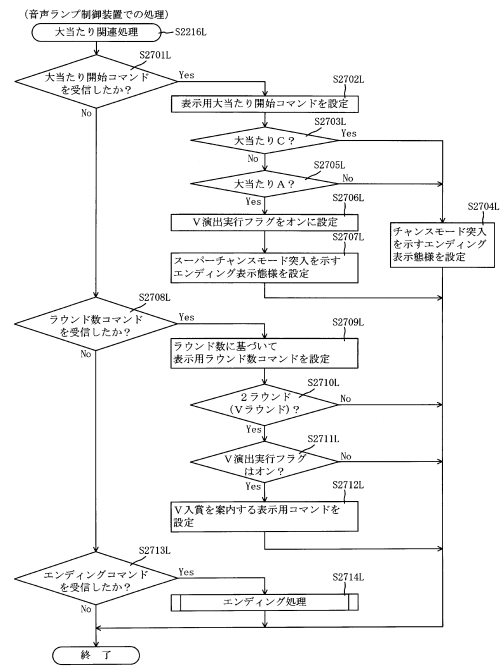 (音声ランプ制御装置での処理)
大当たり関連処理
S2216L
S2701L
大当たり開始コマンド
を受信したか?
Yes
No
S2702L
表示用大当たり開始コマンドを設定
S2703L
大当たりC?
Yes
No
S2705L
大当たりA?
No
Yes
S2704L
チャンスモード突入
を示すエンディング
表示態様を設定
S2706L
V演出実行フラグをオンに設定
S2707L
スーパーチャンスモード突入を示す
エンディング表示態様を設定
S2708L
ラウンド数コマンド
を受信したか?
Yes
No
S2709L
ラウンド数に基づいて
表示用ラウンド数コマンドを設定
S2710L
2ラウンド
(Vラウンド)?
No
Yes
S2711L
V演出実行フラグ
はオン?
No
Yes
S2712L
V入賞を案内する表示用コマンドを
設定
S2713L
エンディングコマンド
を受信したか?
Yes
No
S2714L
エンディング処理
終 了